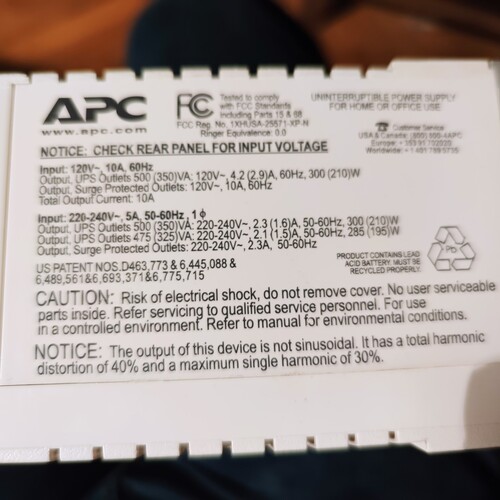 APC
www.apc.com
FC
Tested to comply
with FCC Standards
Including Parts 15 & 68
FCC Reg. No. 1XHUSA-25571-XP-N
Ringer Equivalence: 0.0
UNINTERRUPTIBLE POWER SUPPLY
FOR HOME OR OFFICE USE
Customer Service
USA & Canada: (800) 800-4APC
Europe:
Worldwide:
NOTICE: CHECK REAR PANEL FOR INPUT VOLTAGE
Input: 120V~, 10A, 60Hz
Output, UPS Outlets 500 (350)VA: 120V~, 4.2 (2.9)A, 60Hz, 300 (210)W
Output, Surge Protected Outlets: 120V~, 10A, 60Hz
Total Output Current: 10A
Input: 220-240V~, 5A, 50-60Hz, 1ϕ
Output, UPS Outlets 500 (350)VA: 220-240V~, 2.3 (1.6)A, 50-60Hz, 300 (210)W
Output, UPS Outlets 475 (325)VA: 220-240V~, 2.1 (1.5)A, 50-60Hz, 285 (195)W
Output, Surge Protected Outlets: 220-240V~, 2.3A, 50-60Hz
US PATENT NOS.D463,773 & 6,445,088 &
6,489,561&6,693,371&6,775,715
PRODUCT CONTAINS LEAD
ACID BATTERY. MUST BE
RECYCLED PROPERLY.
Pb
CAUTION: Risk of electrical shock, do not remove cover. No user serviceable
parts inside. Refer servicing to qualified service personnel. For use
in a controlled environment. Refer to manual for environmental conditions.
NOTICE: The output of this device is not sinusoidal. It has a total harmonic
distortion of 40% and a maximum single harmonic of 30%.